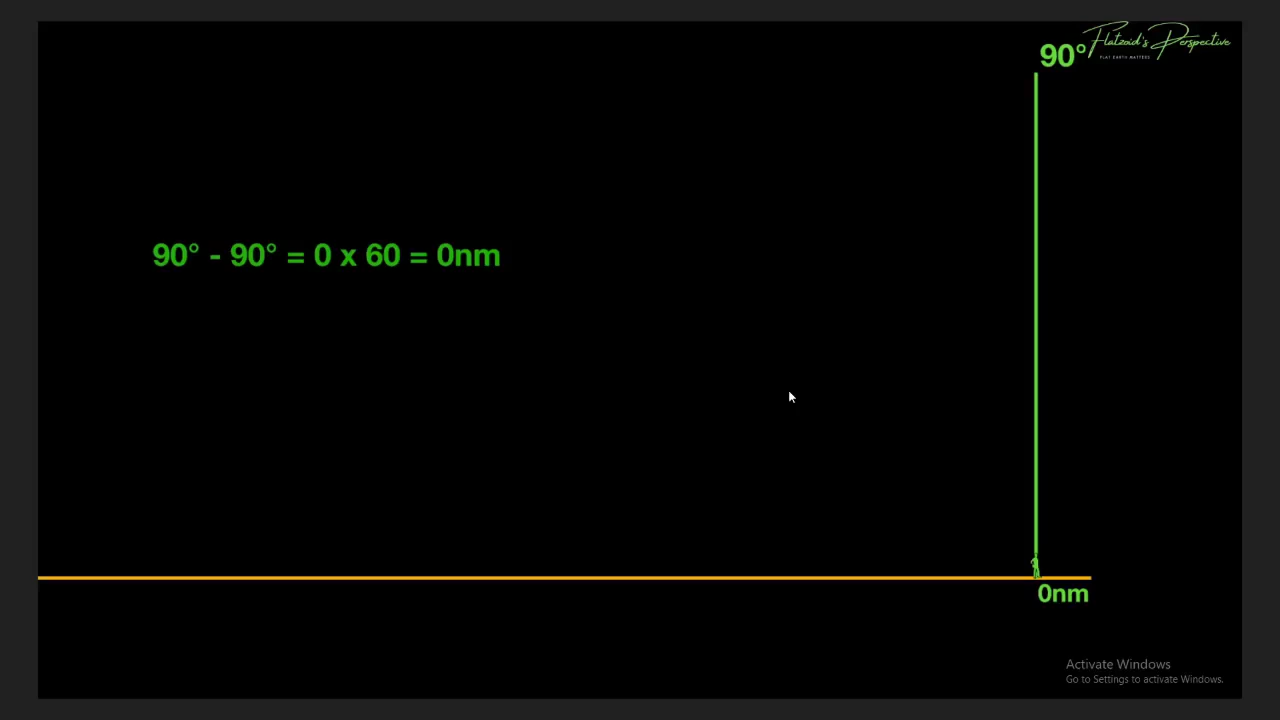 90°
Flatzoid's Perspective
FLAT EARTH MATTERS
90° - 90° = 0 x 60 = 0nm
0nm
Activate Windows
Go to Settings to activate Windows.